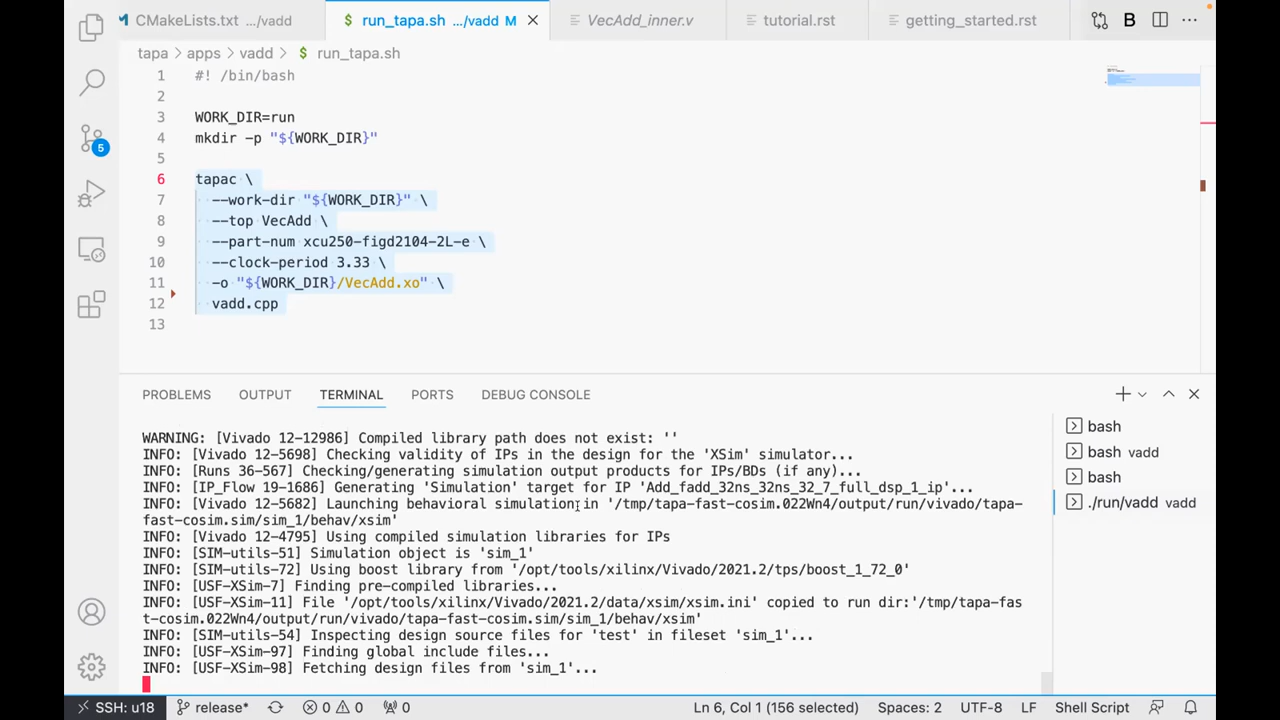 CMakeLists.txt .../vadd
$ run_tapa.sh .../vadd M
VecAdd_inner.v
tutorial.rst
getting_started.rst
B
tapa > apps > vadd > $ run_tapa.sh
1 #! /bin/bash
2
3 WORK_DIR=run
4 mkdir -p "${WORK_DIR}"
5
6 tapac \
7 --work-dir "${WORK_DIR}" \
8 --top VecAdd \
9 --part-num xcu250-figd2104-2L-e \
10 --clock-period 3.33 \
11 -o "${WORK_DIR}/VecAdd.xo" \
12 vadd.cpp
13
5
PROBLEMS OUTPUT TERMINAL PORTS DEBUG CONSOLE
WARNING: [Vivado 12-12986] Compiled library path does not exist: ''
INFO: [Vivado 12-5698] Checking validity of IPs in the design for the 'XSim' simulator...
INFO: [Runs 36-567] Checking/generating simulation output products for IPs/BDs (if any)...
INFO: [IP_Flow 19-1686] Generating 'Simulation' target for IP 'Add_fadd_32ns_32ns_32_7_full_dsp_1_ip'...
INFO: [Vivado 12-5682] Launching behavioral simulation in '/tmp/tapa-fast-cosim.022Wn4/output/run/vivado/tapa-
fast-cosim.sim/sim_1/behav/xsim'
INFO: [Vivado 12-4795] Using compiled simulation libraries for IPs
INFO: [SIM-utils-51] Simulation object is 'sim_1'
INFO: [SIM-utils-72] Using boost library from '/opt/tools/xilinx/Vivado/2021.2/tps/boost_1_72_0'
INFO: [USF-XSim-7] Finding pre-compiled libraries...
INFO: [USF-XSim-11] File '/opt/tools/xilinx/Vivado/2021.2/data/xsim/xsim.ini' copied to run dir:'/tmp/tapa-fas
t-cosim.022Wn4/output/run/vivado/tapa-fast-cosim.sim/sim_1/behav/xsim'
INFO: [SIM-utils-54] Inspecting design source files for 'test' in fileset 'sim_1'...
INFO: [USF-XSim-97] Finding global include files...
INFO: [USF-XSim-98] Fetching design files from 'sim_1'...
bash
bash vadd
bash
./run/vadd vadd
SSH: u18 release* 0 0 0 Ln 6, Col 1 (156 selected) Spaces: 2 UTF-8 LF Shell Script